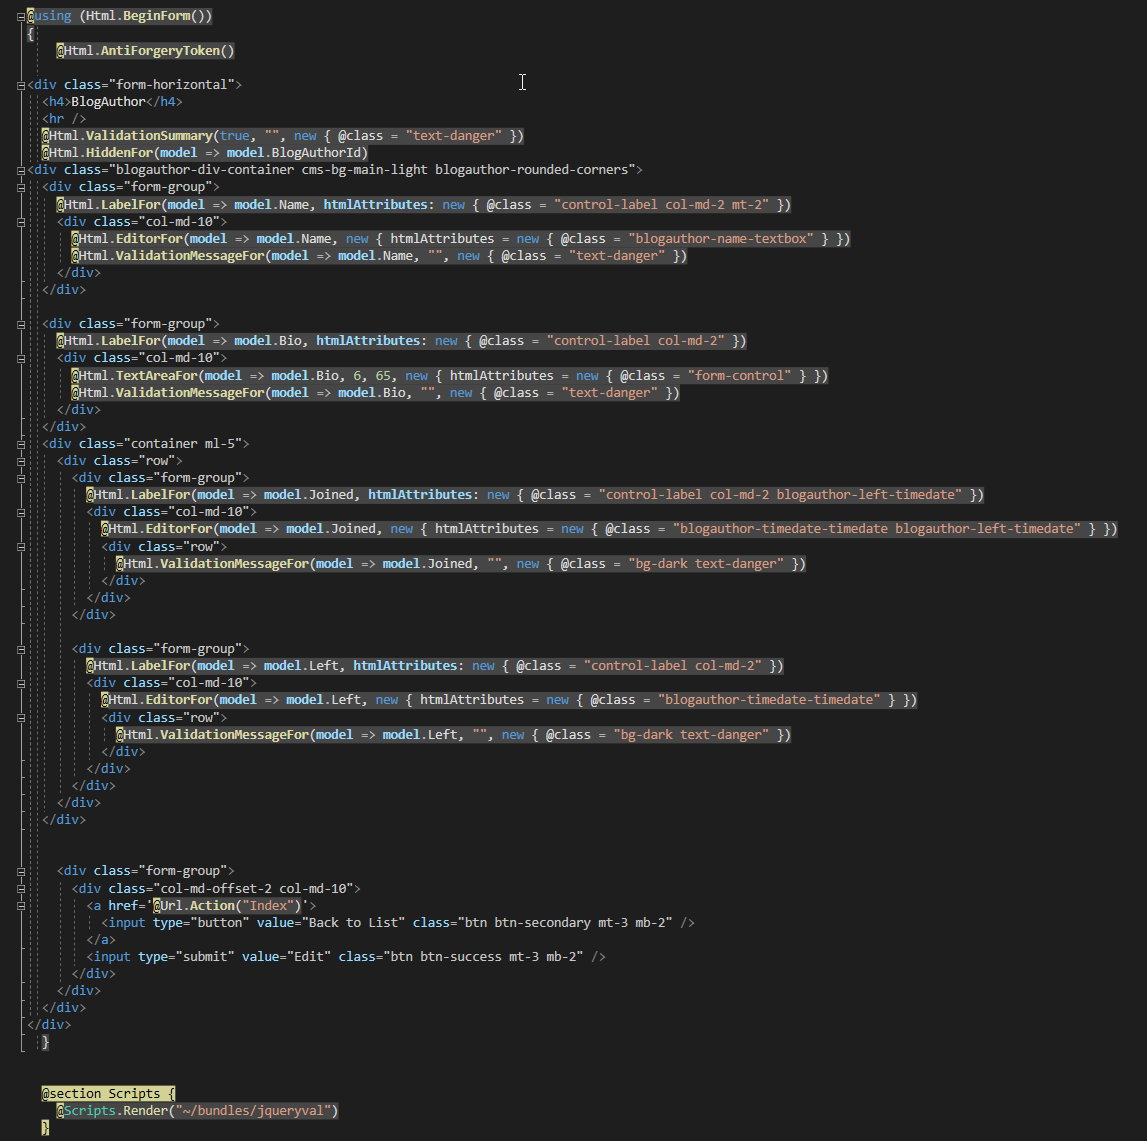 @using (Html.BeginForm())
{
@Html.AntiForgeryToken()
<div class="form-horizontal">
<h4>BlogAuthor</h4>
<hr />
@Html.ValidationSummary(true, "", new { @class = "text-danger" })
@Html.HiddenFor(model => model.BlogAuthorId)
<div class="blogauthor-div-container cms-bg-main-light blogauthor-rounded-corners">
<div class="form-group">
@Html.LabelFor(model => model.Name, htmlAttributes: new { @class = "control-label col-md-2 mt-2" })
<div class="col-md-10">
@Html.EditorFor(model => model.Name, new { htmlAttributes = new { @class = "blogauthor-name-textbox" } })
@Html.ValidationMessageFor(model => model.Name, "", new { @class = "text-danger" })
</div>
</div>
<div class="form-group">
@Html.LabelFor(model => model.Bio, htmlAttributes: new { @class = "control-label col-md-2" })
<div class="col-md-10">
@Html.TextAreaFor(model => model.Bio, 6, 65, new { htmlAttributes = new { @class = "form-control" } })
@Html.ValidationMessageFor(model => model.Bio, "", new { @class = "text-danger" })
</div>
</div>
<div class="container ml-5">
<div class="row">
<div class="form-group">
@Html.LabelFor(model => model.Joined, htmlAttributes: new { @class = "control-label col-md-2 blogauthor-left-timedate" })
<div class="col-md-10">
@Html.EditorFor(model => model.Joined, new { htmlAttributes = new { @class = "blogauthor-timedate-timedate blogauthor-left-timedate" } })
<div class="row">
@Html.ValidationMessageFor(model => model.Joined, "", new { @class = "bg-dark text-danger" })
</div>
</div>
</div>
<div class="form-group">
@Html.LabelFor(model => model.Left, htmlAttributes: new { @class = "control-label col-md-2" })
<div class="col-md-10">
@Html.EditorFor(model => model.Left, new { htmlAttributes = new { @class = "blogauthor-timedate-timedate" } })
<div class="row">
@Html.ValidationMessageFor(model => model.Left, "", new { @class = "bg-dark text-danger" })
</div>
</div>
</div>
</div>
</div>
<div class="form-group">
<div class="col-md-offset-2 col-md-10">
<a href='@Url.Action("Index")'>
<input type="button" value="Back to List" class="btn btn-secondary mt-3 mb-2" />
</a>
<input type="submit" value="Edit" class="btn btn-success mt-3 mb-2" />
</div>
</div>
</div>
</div>
}
@section Scripts {
@Scripts.Render("~/bundles/jqueryval")
}